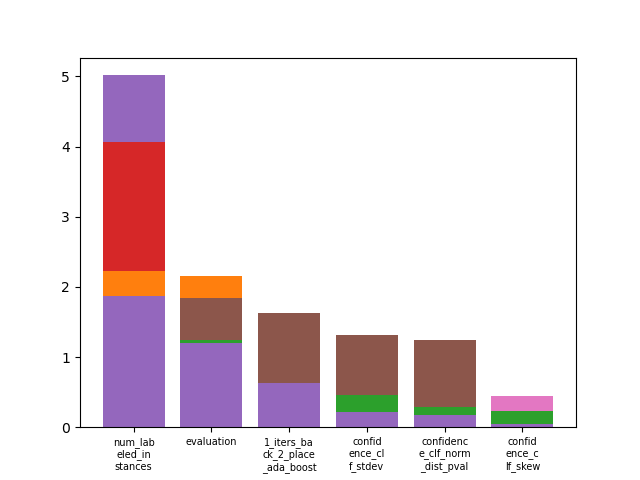 5
4
3
2
1
0
num_lab
eled_in
stances
evaluation
1_iters_ba
ck_2_place
_ada_boost
confid
ence_cl
f_stdev
confidenc
e_clf_norm
_dist_pval
confid
ence_c
lf_skew